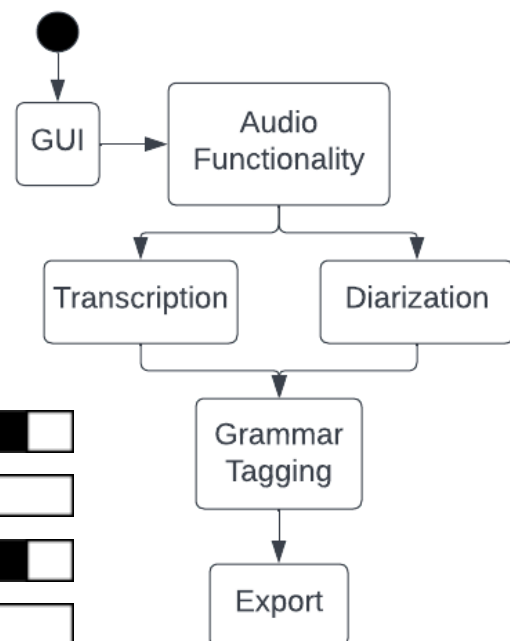 GUI
Audio
Functionality
Transcription
Diarization
Grammar
Tagging
Export